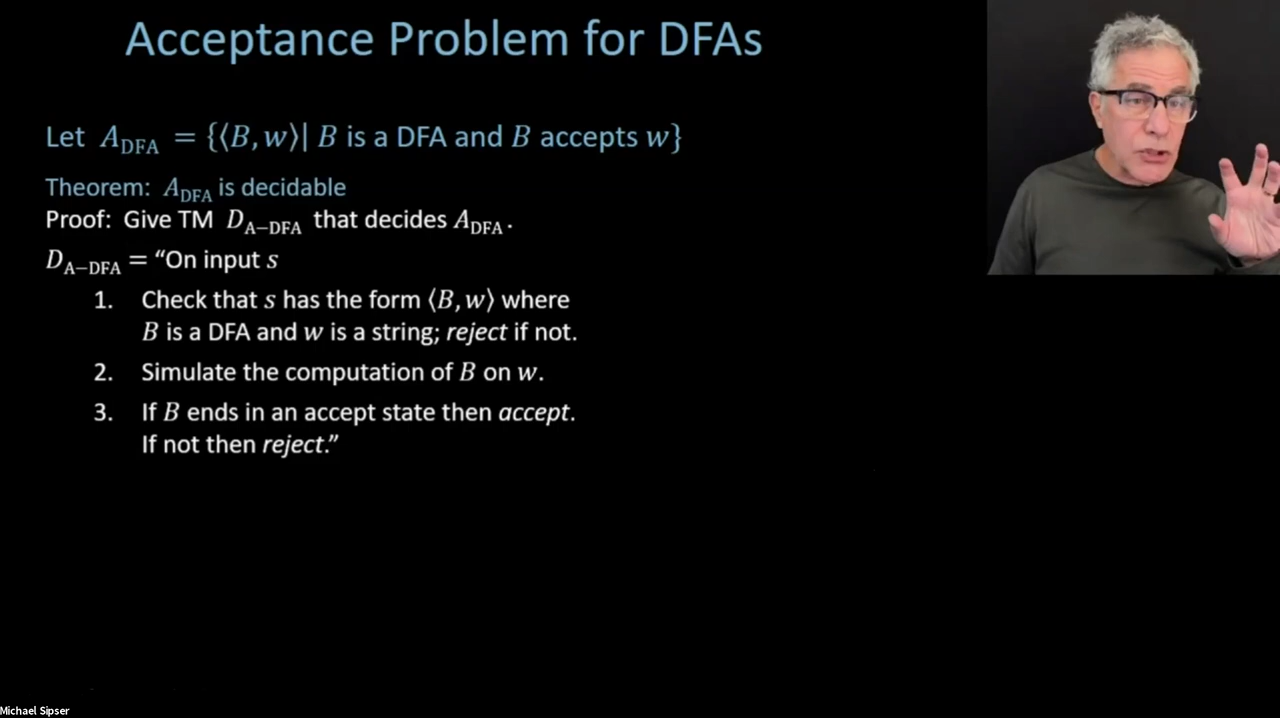 Acceptance Problem for DFAs
Let A_DFA = {⟨B, w⟩| B is a DFA and B accepts w}
Theorem: A_DFA is decidable
Proof: Give TM D_A–DFA that decides A_DFA .
D_A–DFA = “On input s
1. Check that s has the form ⟨B, w⟩ where
B is a DFA and w is a string; reject if not.
2. Simulate the computation of B on w.
3. If B ends in an accept state then accept.
If not then reject.”
Michael Sipser